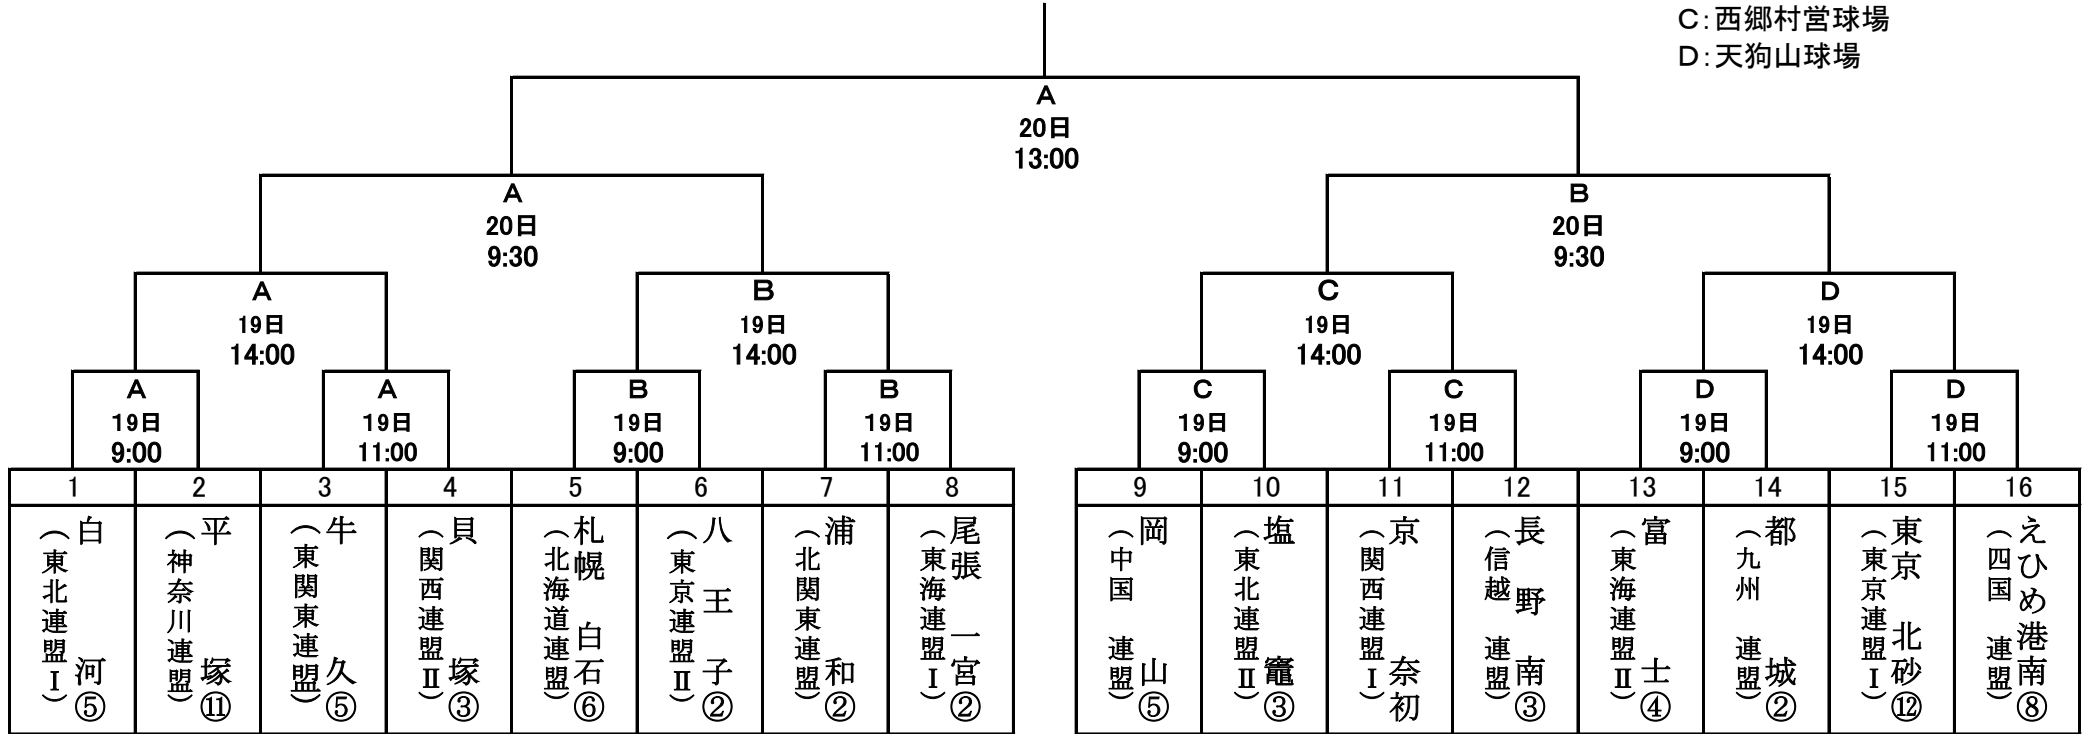 C:西郷村営球場
D:天狗山球場
A
20日
13:00
A
20日
9:30
B
20日
9:30
A
19日
14:00
B
19日
14:00
C
19日
14:00
D
19日
14:00
A
19日
9:00
A
19日
11:00
B
19日
9:00
B
19日
11:00
C
19日
9:00
C
19日
11:00
D
19日
9:00
D
19日
11:00
1 2 3 4 5 6 7 8 9 10 11 12 13 14 15 16
白河⑤
(東北連盟Ⅰ)
平塚⑪
(神奈川連盟)
牛久⑤
(東関東連盟)
貝塚③
(関西連盟Ⅱ)
札幌 白石⑥
(北海道連盟)
八王子②
(東京連盟Ⅱ)
浦和②
(北関東連盟)
尾張 一宮②
(東海連盟Ⅰ)
岡山⑤
(中国 連盟)
塩竈③
(東北連盟Ⅱ)
京奈初
(関西連盟Ⅰ)
長野南③
(信越 連盟)
富士④
(東海連盟Ⅱ)
都城②
(九州 連盟)
東京 北砂⑫
(東京連盟Ⅰ)
えひめ港南⑧
(四国 連盟)